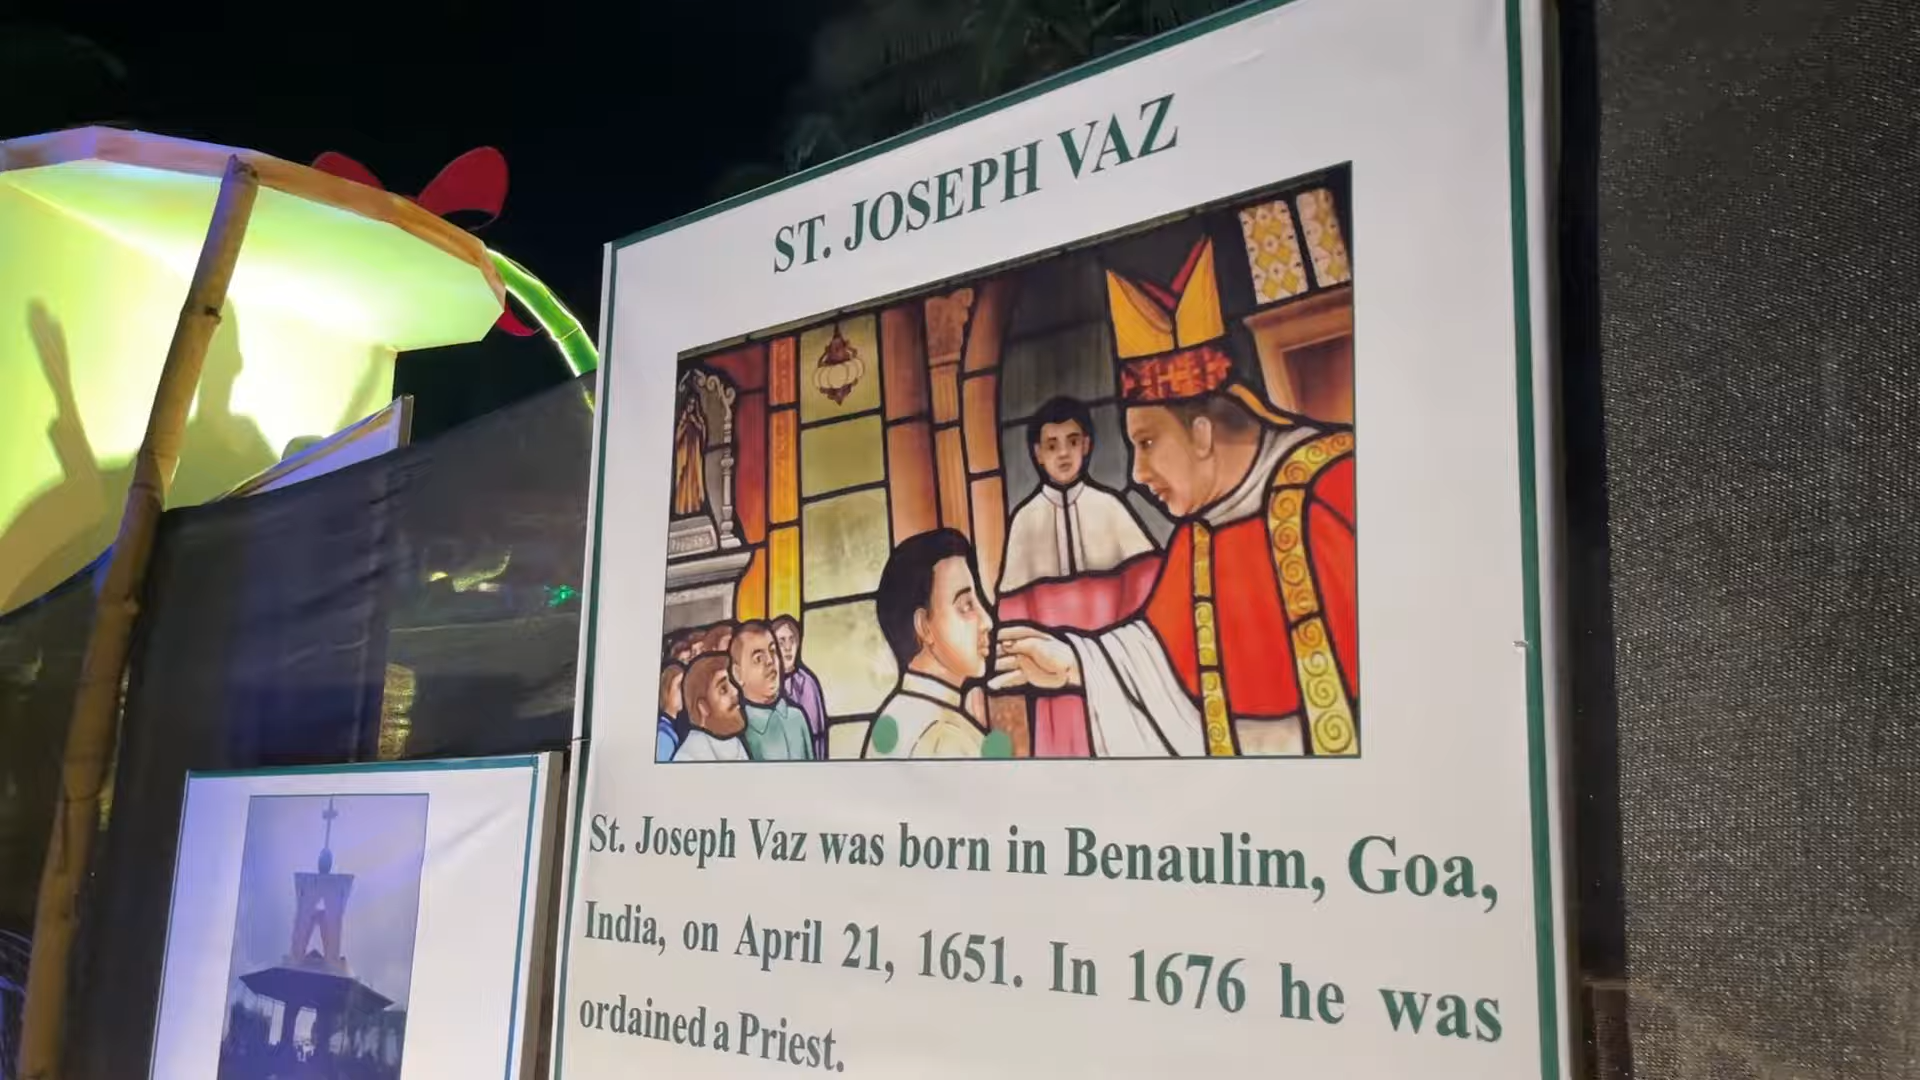 ST. JOSEPH VAZ
St. Joseph Vaz was born in Benaulim, Goa,
India, on April 21, 1651. In 1676 he was
ordained a Priest.